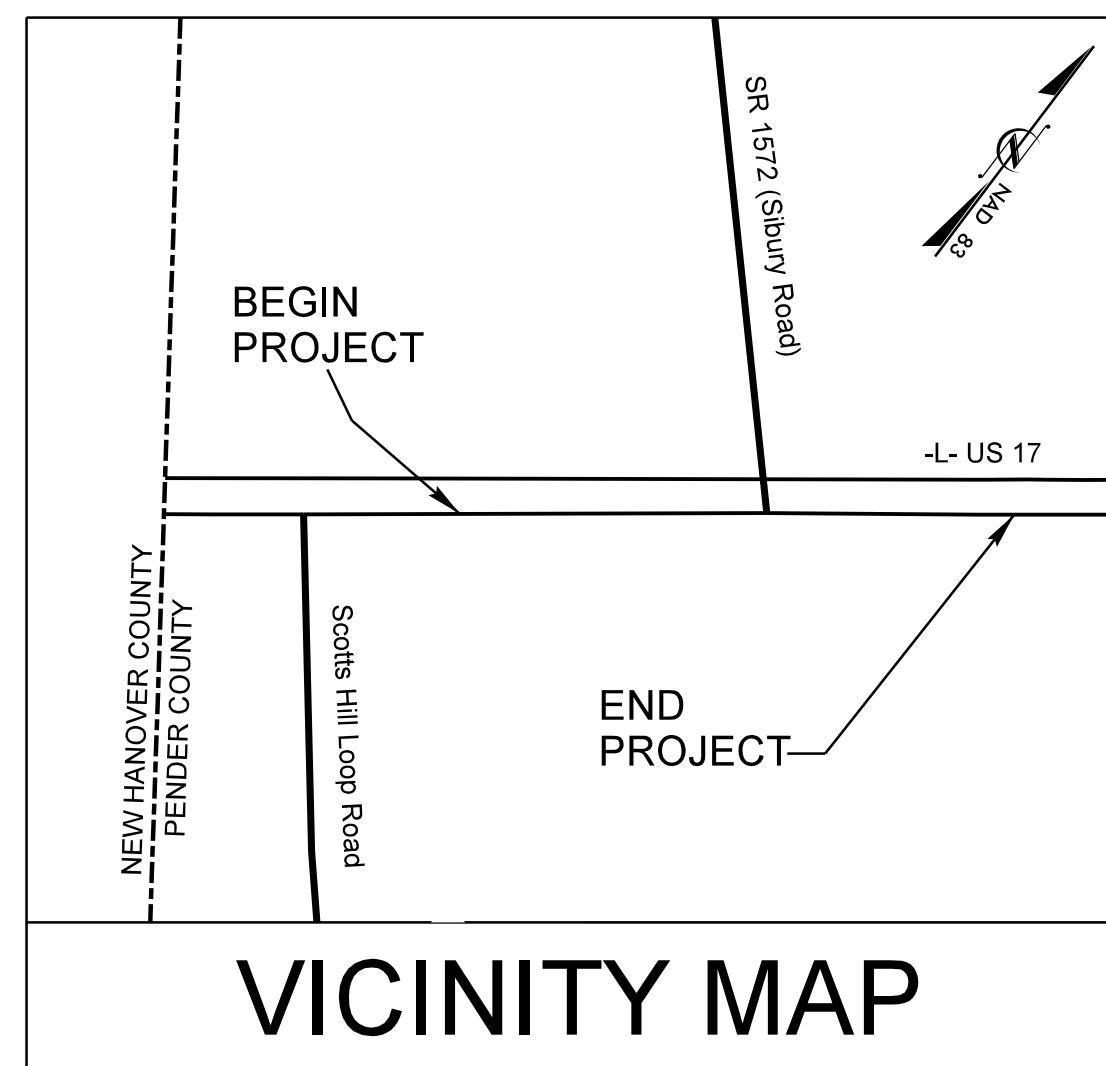 SR 1572 (Sibury Road)
N
NAD 83
BEGIN
PROJECT
-L- US 17
NEW HANOVER COUNTY
PENDER COUNTY
Scotts Hill Loop Road
END
PROJECT
VICINITY MAP